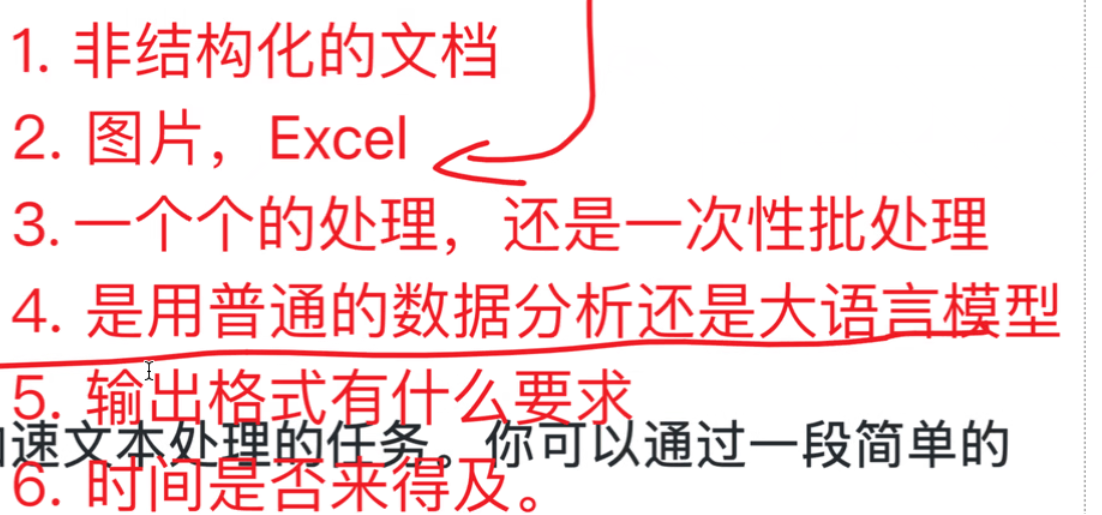 1. 非结构化的文档
2. 图片，Excel
3. 一个个的处理，还是一次性批处理
4. 是用普通的数据分析还是大语言模型
5. 输出格式有什么要求
速文本处理的任务。你可以通过一段简单的
6. 时间是否来得及。